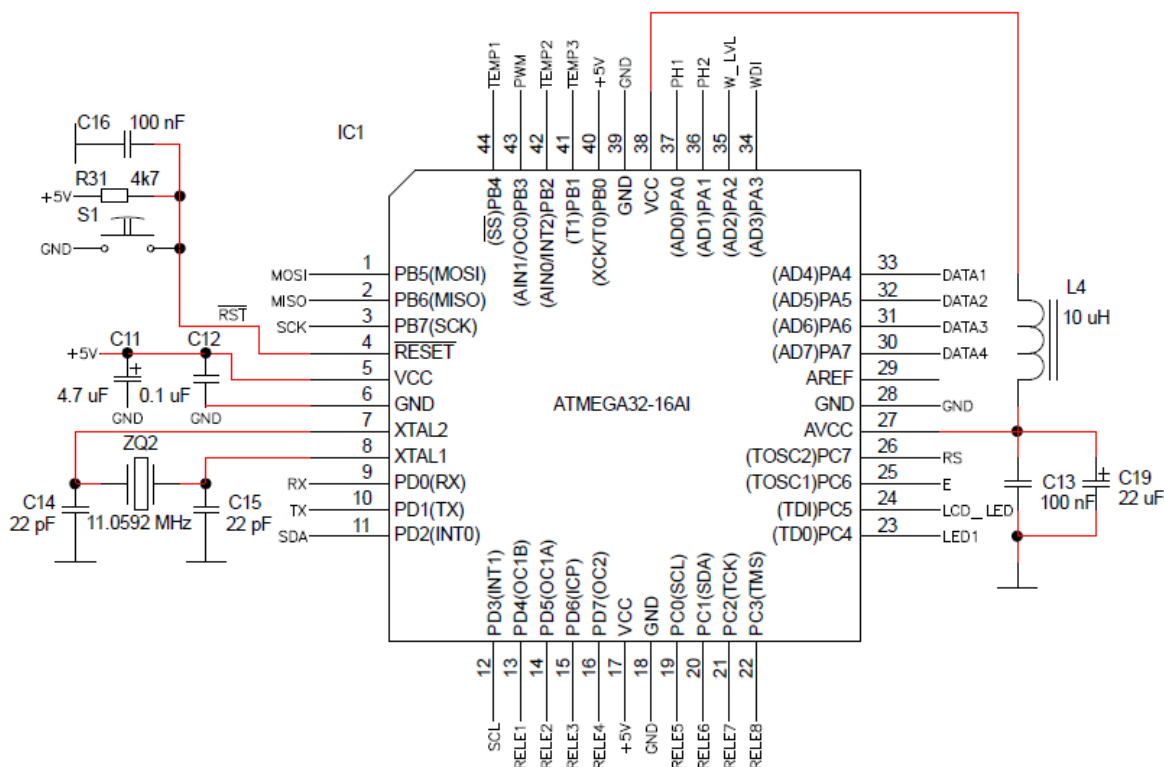 TEMP1
PWM
TEMP2
TEMP3
+5V
GND
PH1
PH2
W_LVL
WDI
44
43
42
41
40
39
38
37
36
35
34
C16 100 nF
IC1
R31 4k7
+5V
S1
GND
(SS)PB4
(AIN1/OC0)PB3
(AIN0/INT2)PB2
(T1)PB1
(XCK/T0)PB0
GND
VCC
(AD0)PA0
(AD1)PA1
(AD2)PA2
(AD3)PA3
MOSI 1 PB5(MOSI)
MISO 2 PB6(MISO)
SCK 3 PB7(SCK)
RST 4 RESET
5 VCC
6 GND
7 XTAL2
8 XTAL1
RX 9 PD0(RX)
TX 10 PD1(TX)
SDA 11 PD2(INT0)
+5V
C11 C12
4.7 uF 0.1 uF
GND GND
ZQ2
C14 C15
22 pF 11.0592 MHz 22 pF
ATMEGA32-16AI
(AD4)PA4 33 DATA1
(AD5)PA5 32 DATA2
(AD6)PA6 31 DATA3
(AD7)PA7 30 DATA4
AREF 29
GND 28 GND
AVCC 27
(TOSC2)PC7 26 RS
(TOSC1)PC6 25 E
(TDI)PC5 24 LCD_LED
(TD0)PC4 23 LED1
L4
10 uH
C13
100 nF
+
C19
22 uF
PD3(INT1)
PD4(OC1B)
PD5(OC1A)
PD6(ICP)
PD7(OC2)
VCC
GND
PC0(SCL)
PC1(SDA)
PC2(TCK)
PC3(TMS)
12
13
14
15
16
17
18
19
20
21
22
SCL
RELE1
RELE2
RELE3
RELE4
+5V
GND
RELE5
RELE6
RELE7
RELE8